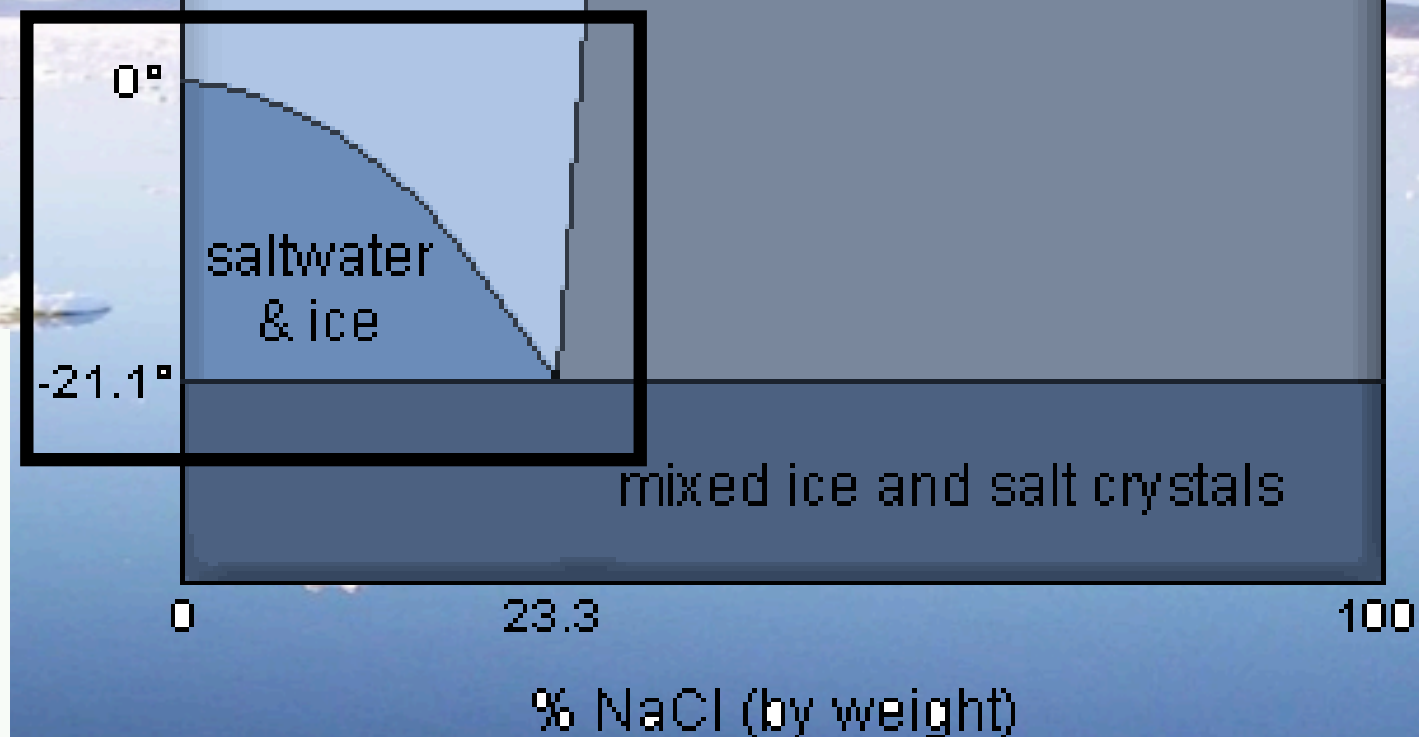 0°
saltwater
& ice
-21.1°
mixed ice and salt crystals
0
23.3
100
% NaCl (by weight)